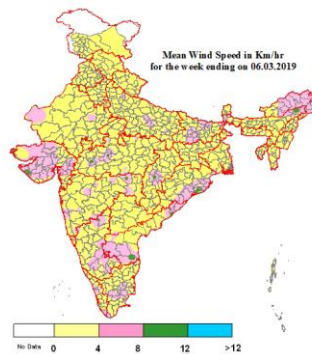 Mean Wind Speed in Km/hr
for the week ending on 06.03.2019
No Data 0 4 8 12 >12